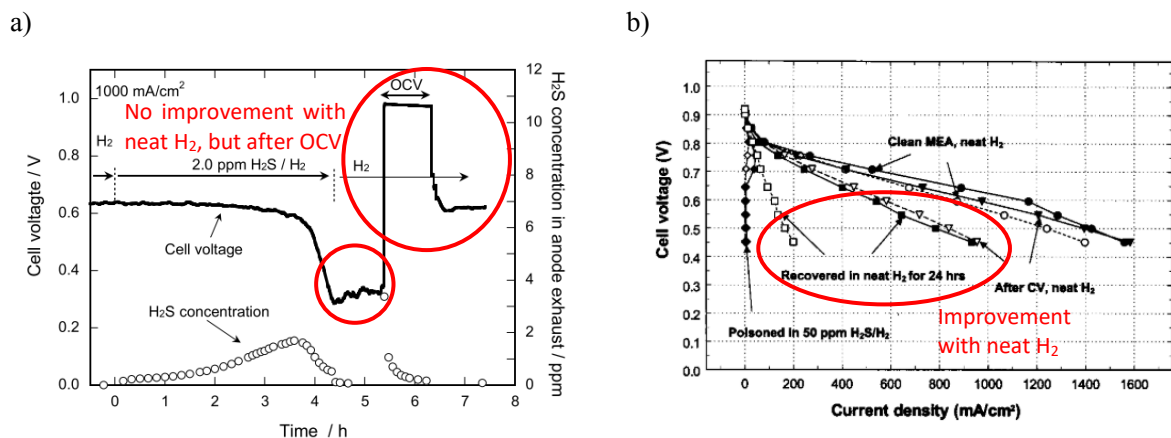 a)
b)
12
10
8
6
4
2
0
H₂S concentration in anode exhaust / ppm
1.0
0.8
0.6
0.4
0.2
0.0
Cell voltagte / V
1000 mA/cm²
OCV
No improvement with
neat H₂, but after OCV
H₂
2.0 ppm H₂S / H₂
H₂
Cell voltage
H₂S concentration
0 1 2 3 4 5 6 7 8
Time / h
1.0
0.9
0.8
0.7
0.6
0.5
0.4
0.3
0.2
0.1
0.0
Cell voltage (V)
Clean MEA, neat H₂
Recovered in neat H₂ for 24 hrs
After CV, neat H₂
Poisoned in 50 ppm H₂S/H₂
Improvement
with neat H₂
0 200 400 600 800 1000 1200 1400 1600
Current density (mA/cm²)